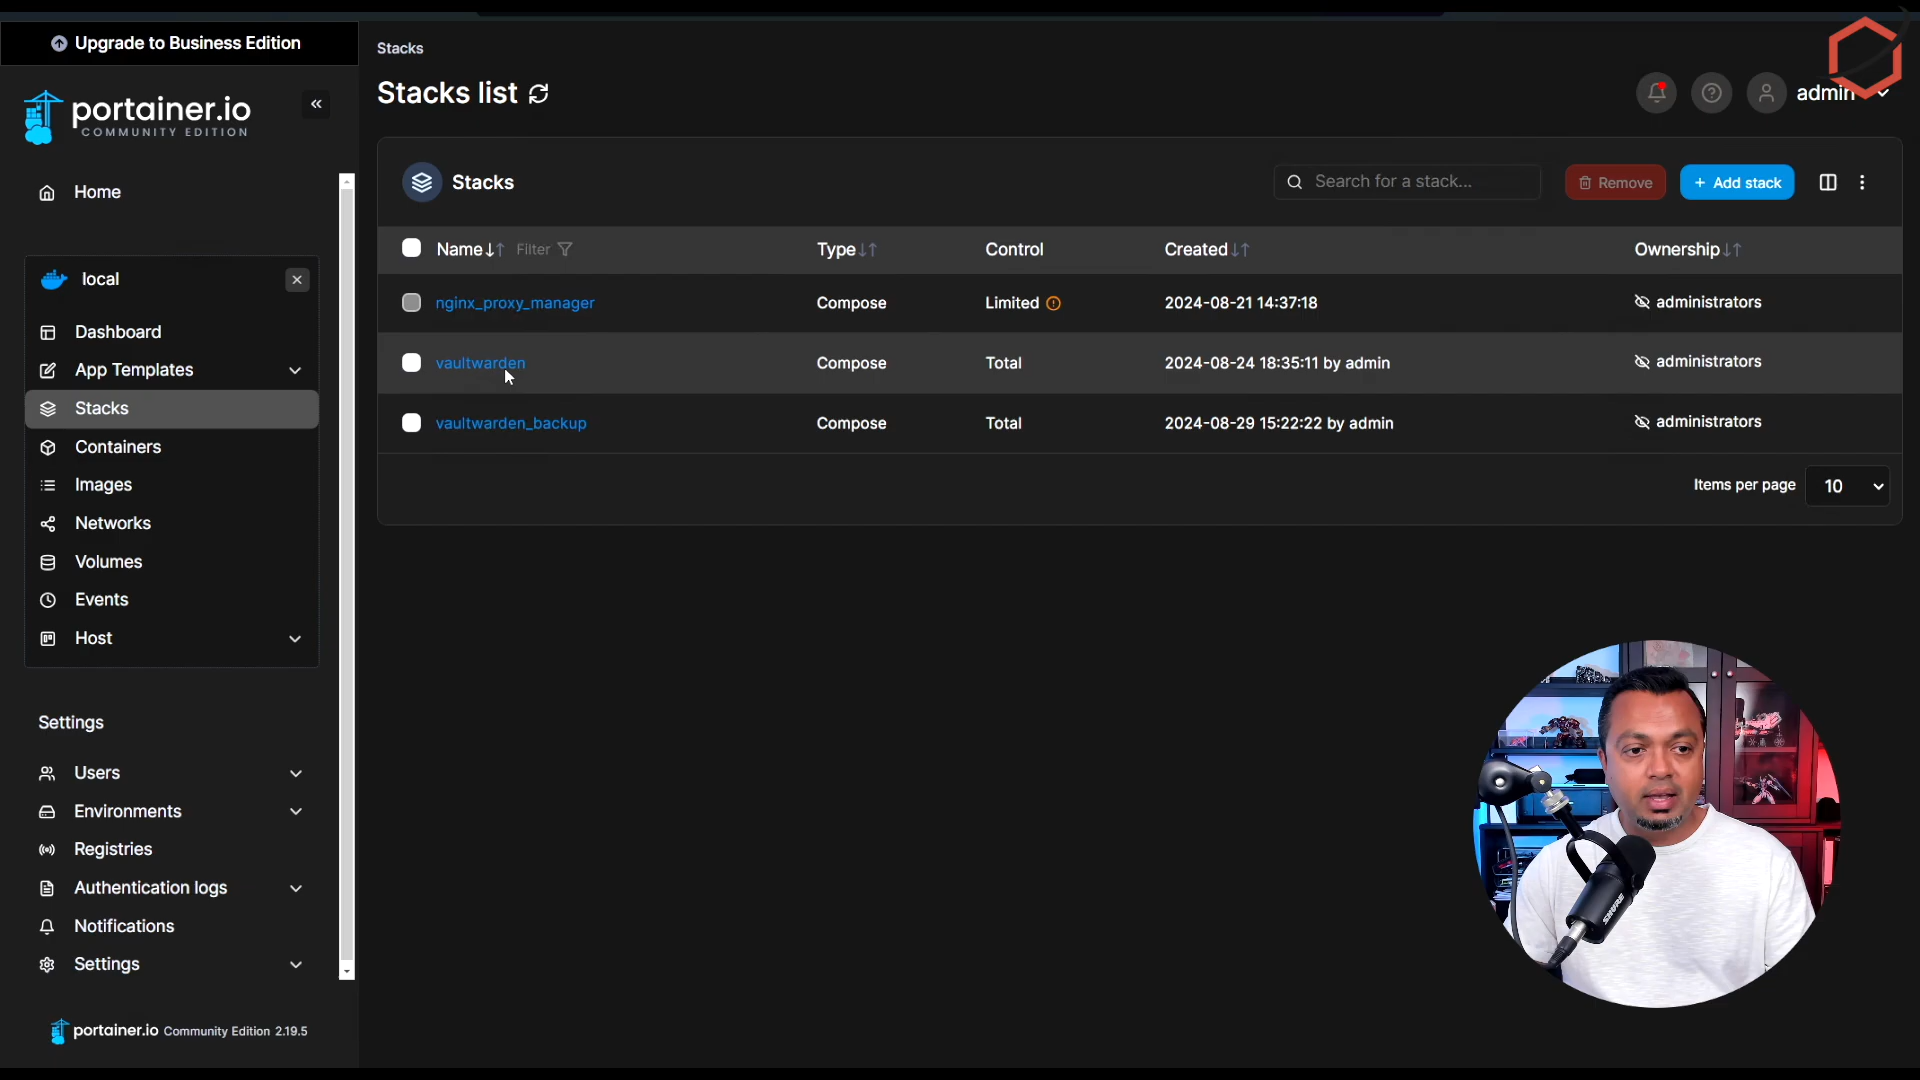 Upgrade to Business Edition
portainer.io
COMMUNITY EDITION
Home
local
Dashboard
App Templates
Stacks
Containers
Images
Networks
Volumes
Events
Host
Settings
Users
Environments
Registries
Authentication logs
Notifications
Settings
portainer.io Community Edition 2.19.5
Stacks
Stacks list
admin
Stacks
Search for a stack...
Remove
+ Add stack
Name Filter Type Control Created Ownership
nginx_proxy_manager Compose Limited 2024-08-21 14:37:18 administrators
vaultwarden Compose Total 2024-08-24 18:35:11 by admin administrators
vaultwarden_backup Compose Total 2024-08-29 15:22:22 by admin administrators
Items per page 10
SHURE